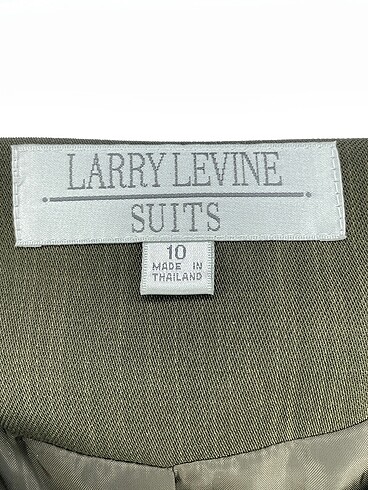 LARRY LEVINE
SUITS
10
MADE IN
THAILAND